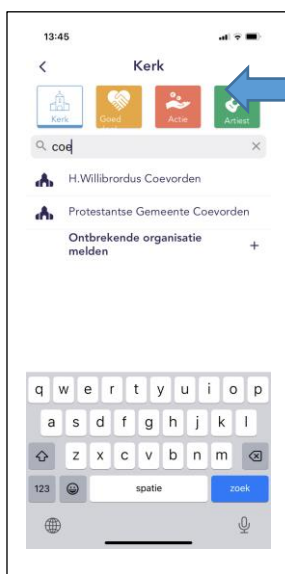 13:45
Kerk
Kerk
Goed
Actie
Artiest
coe
H.Willibrordus Coevorden
Protestantse Gemeente Coevorden
Ontbrekende organisatie
melden
+
q w e r t y u i o p
a s d f g h j k l
z x c v b n m
123 spatie zoek